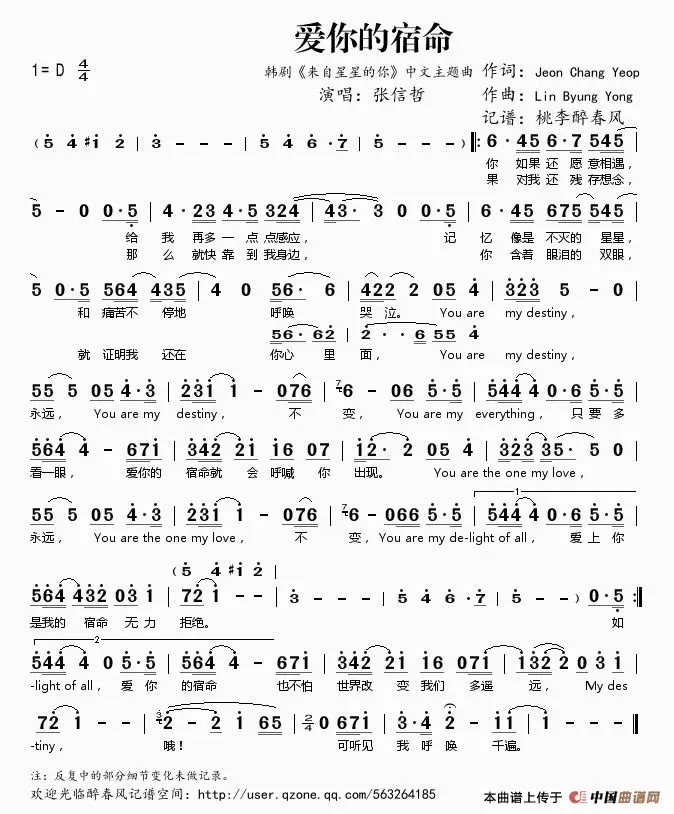 爱你的宿命
1=D 4/4
韩剧《来自星星的你》中文主题曲 作词：Jeon Chang Yeop
演唱：张信哲 作曲：Lin Byung Yong
记谱：桃李醉春风
(5 4 #1 2 | 3 - - - | 5 4 6 · 7 | 5 - - -) ‖: 6 · 45 6 · 7 545 |
你 如果 还 愿 意相遇，
果 对我 还 残 存想念，
5 - 0 0 · 5 | 4 · 23 4 · 5 324 | 43 · 3 0 0 · 5 | 6 · 45 675 545 |
给 我 再多 一 点 点感应， 记 忆 像是 不灭的 星星，
那 么 就快 靠 到 我身边， 你 含着 眼泪的 双眼，
5 0 · 5 564 435 | 4 0 56 · 6 | 422 2 05 4 | 323 5 - 0 |
和 痛苦不 停地 呼唤 哭 泣。 You are my destiny，
56 · 62 | 2 · · 6 55 4
就 证明我 还在 你心 里 面， You are my destiny，
55 5 05 4 · 3 | 231 1 - 076 | 6 - 06 5 · 5 | 544 4 0 · 6 5 · 5 |
永远， You are my destiny， 不 变， You are my everything， 只 要 多
564 4 - 671 | 342 21 16 07 | 12 · 2 05 4 | 323 35 · 5 0 |
看一眼， 爱你的 宿命就 会 呼喊 你 出现。 You are the one my love，
55 5 05 4 · 3 | 231 1 - 076 | 6 - 066 5 · 5 | 1 544 4 0 · 6 5 · 5 |
永远， You are the one my love， 不 变， You are my de-light of all， 爱 上 你
(5 4 #1 2 |
564 432 03 1 | 72 1 - - | 3 - - - | 5 4 6 · 7 | 5 - - -) | 0 · 5 :‖
是我的 宿命 无 力 拒绝。 如
2
544 4 0 5 · 5 | 564 4 - 671 | 342 21 16 071 | 132 2 0 31 |
-light of all， 爱 你 的宿命 也不怕 世界改 变 我们 多遥 远， My des
72 1 - - | 2 - 2 1 65 | 2/4 0 671 | 3 · 4 2 - 11 | 1 - - - ‖
-tiny， 哦！ 可听见 我 呼 唤 千遍。
注：反复中的部分细节变化未做记录。
欢迎光临醉春风记谱空间：http://user.qzone.qq.com/563264185 本曲谱上传于 中国曲谱网